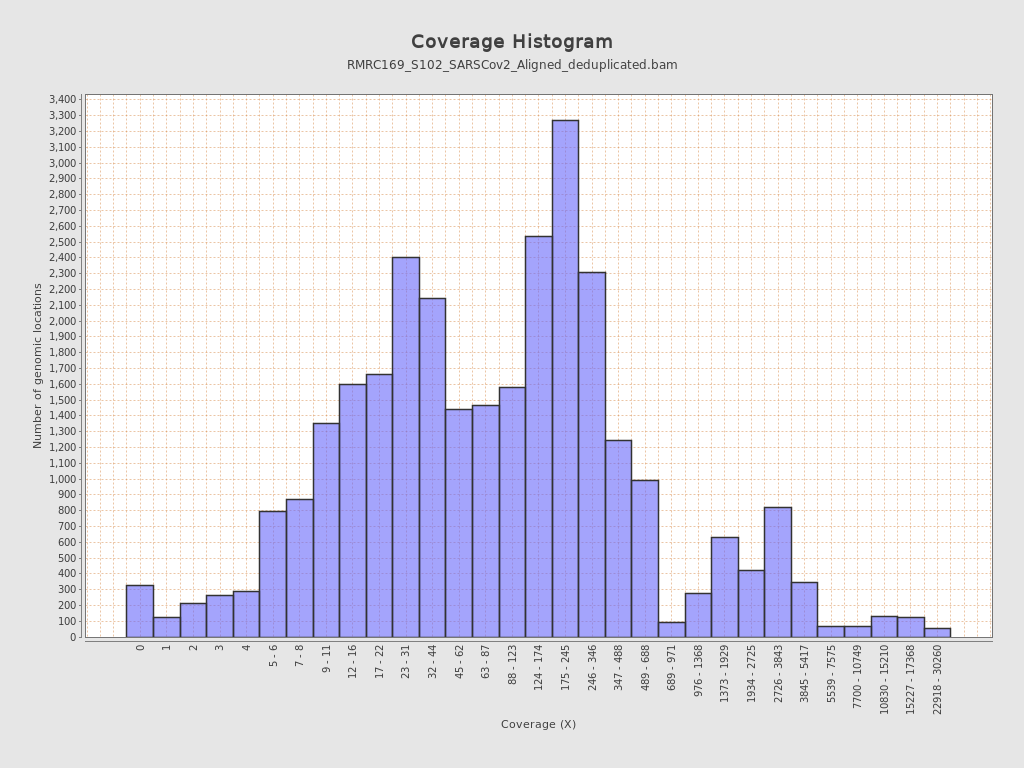 Coverage Histogram
RMRC169_S102_SARSCov2_Aligned_deduplicated.bam
Number of genomic locations
3,400
3,300
3,200
3,100
3,000
2,900
2,800
2,700
2,600
2,500
2,400
2,300
2,200
2,100
2,000
1,900
1,800
1,700
1,600
1,500
1,400
1,300
1,200
1,100
1,000
900
800
700
600
500
400
300
200
100
0
0
1
2
3
4
5 - 6
7 - 8
9 - 11
12 - 16
17 - 22
23 - 31
32 - 44
45 - 62
63 - 87
88 - 123
124 - 174
175 - 245
246 - 346
347 - 488
489 - 688
689 - 971
976 - 1368
1373 - 1929
1934 - 2725
2726 - 3843
3845 - 5417
5539 - 7575
7700 - 10749
10830 - 15210
15227 - 17368
22918 - 30260
Coverage (X)